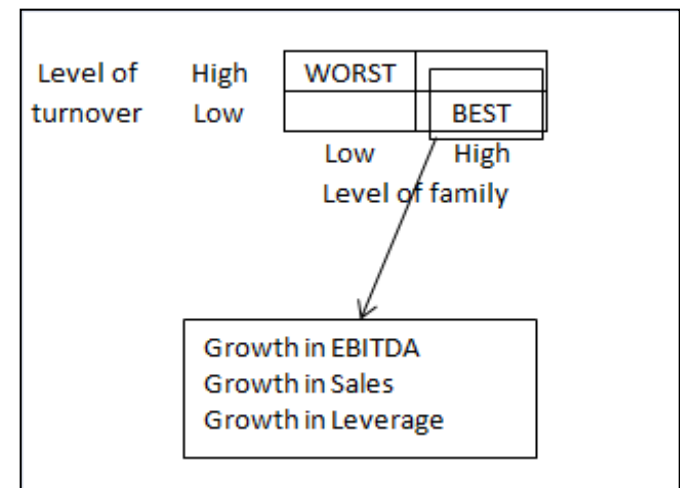 Level of High WORST
turnover Low BEST
Low High
Level of family
Growth in EBITDA
Growth in Sales
Growth in Leverage